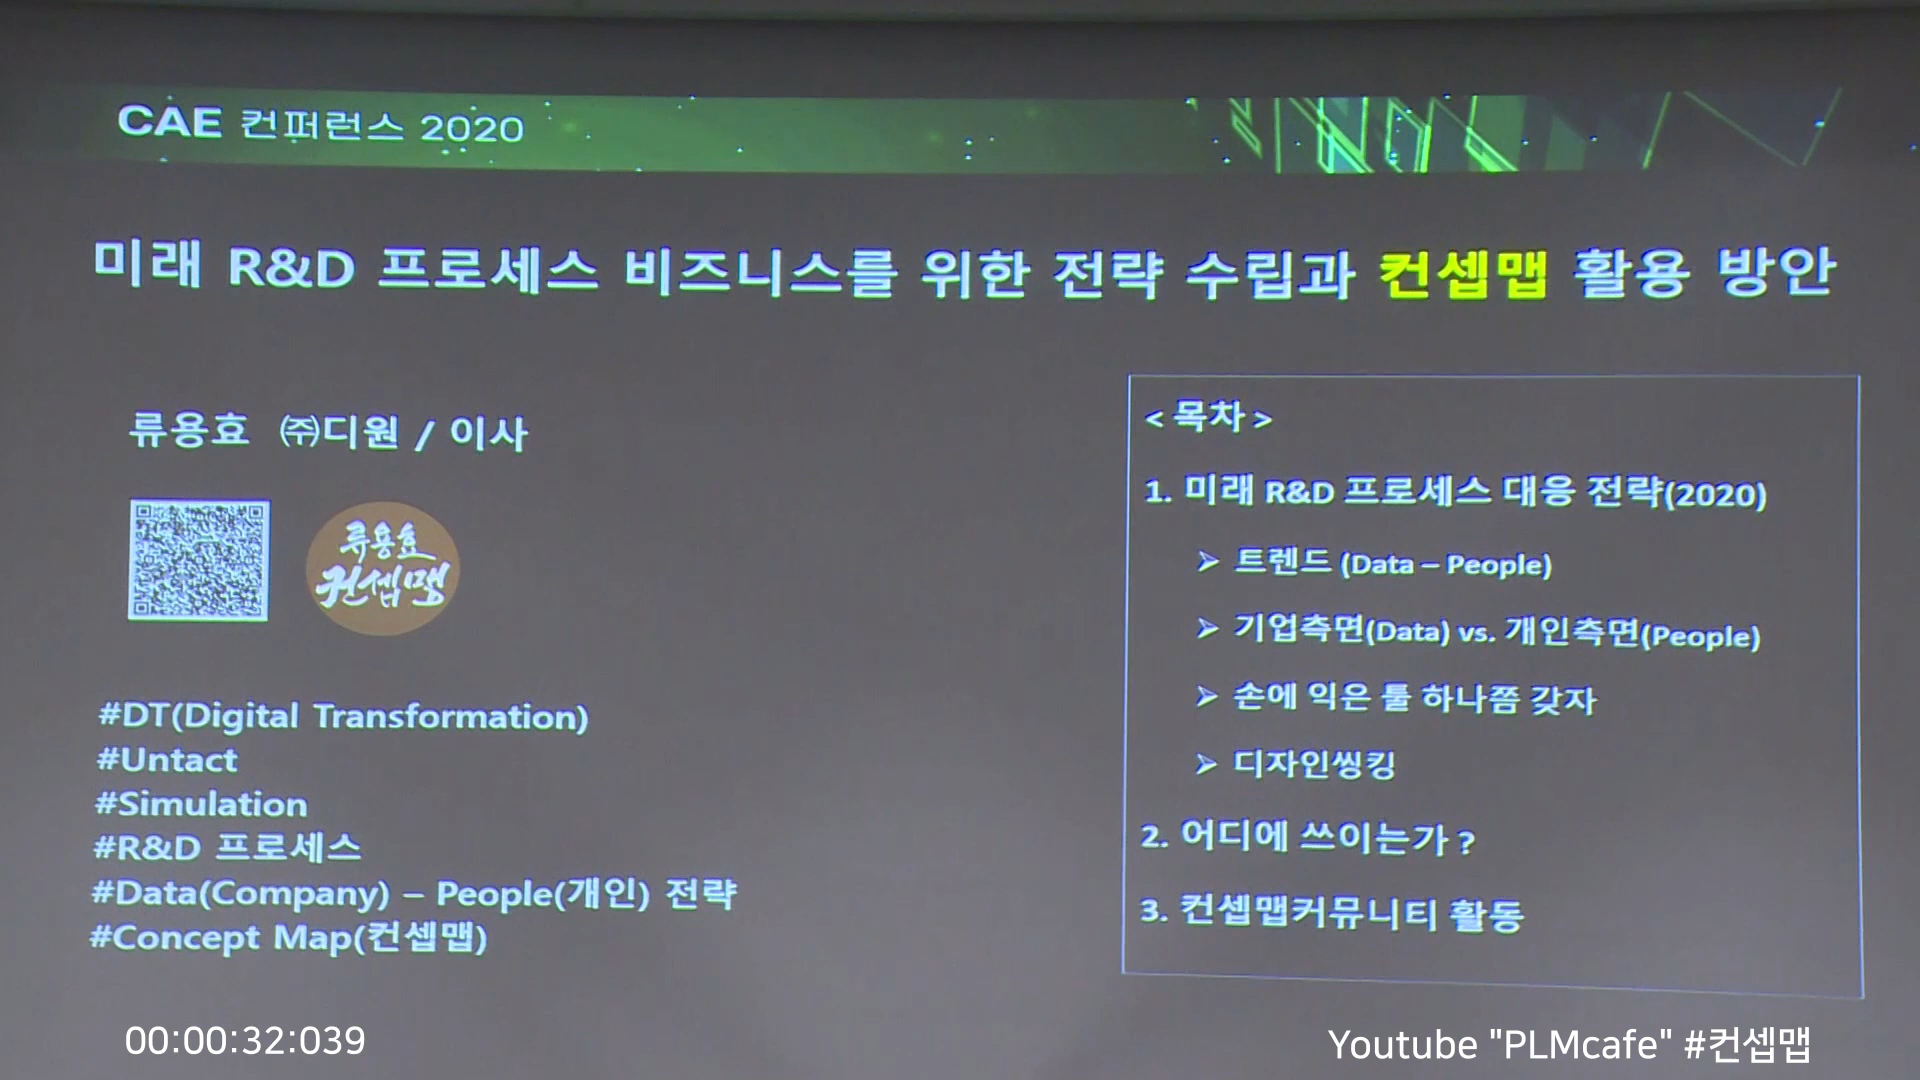 CAE 컨퍼런스 2020
미래 R&D 프로세스 비즈니스를 위한 전략 수립과 컨셉맵 활용 방안
류용효 ㈜디원 / 이사
류용효
컨셉맵
#DT(Digital Transformation)
#Untact
#Simulation
#R&D 프로세스
#Data(Company) – People(개인) 전략
#Concept Map(컨셉맵)
< 목차 >
1. 미래 R&D 프로세스 대응 전략(2020)
➢ 트렌드 (Data – People)
➢ 기업측면(Data) vs. 개인측면(People)
➢ 손에 익은 툴 하나쯤 갖자
➢ 디자인씽킹
2. 어디에 쓰이는가 ?
3. 컨셉맵커뮤니티 활동
00:00:32:039
Youtube "PLMcafe" #컨셉맵